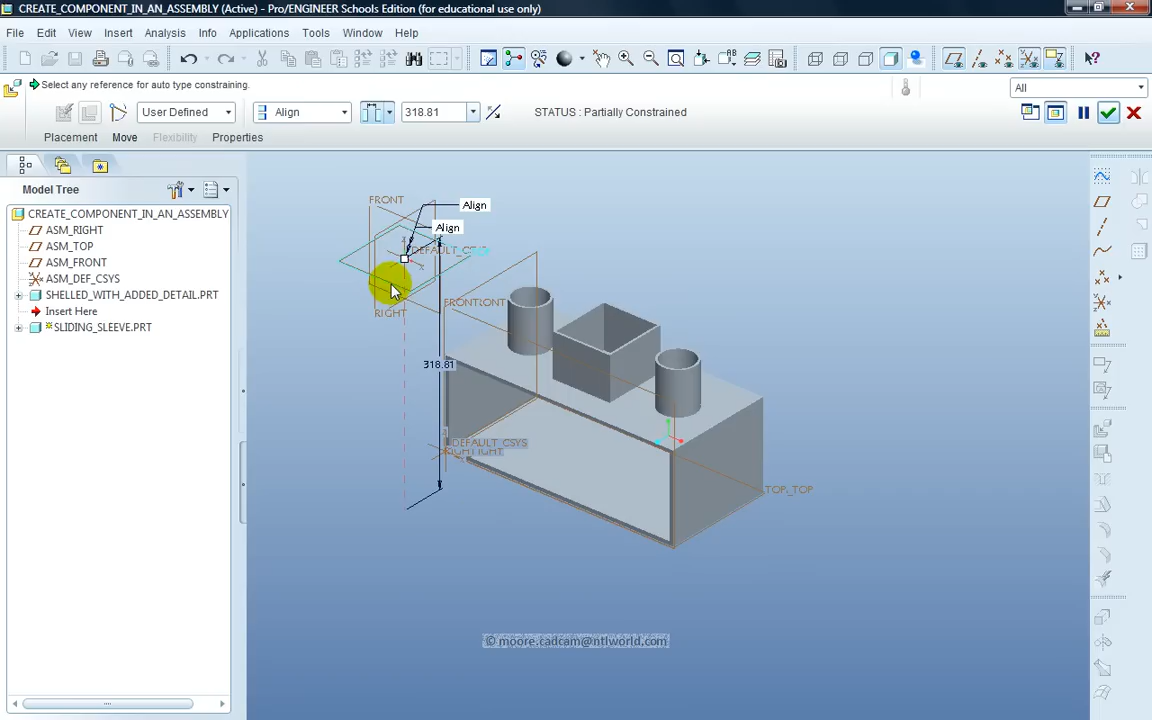 CREATE_COMPONENT_IN_AN_ASSEMBLY (Active) - Pro/ENGINEER Schools Edition (for educational use only)
File Edit View Insert Analysis Info Applications Tools Window Help
Select any reference for auto type constraining.
All
User Defined Align 318.81 STATUS : Partially Constrained
Placement Move Flexibility Properties
Model Tree
CREATE_COMPONENT_IN_AN_ASSEMBLY
ASM_RIGHT
ASM_TOP
ASM_FRONT
ASM_DEF_CSYS
SHELLED_WITH_ADDED_DETAIL.PRT
Insert Here
SLIDING_SLEEVE.PRT
FRONT
Align
Align
RIGHT
318.81
DEFAULT_CSYS
TOP_TOP
© moore.cadcam@ntlworld.com